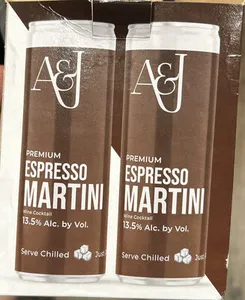 A&J
PREMIUM
ESPRESSO
MARTINI
Wine Cocktail
13.5% Alc. by Vol.
Serve Chilled
A&J
PREMIUM
ESPRESSO
MARTINI
Wine Cocktail
13.5% Alc. by Vol.
Serve Chilled